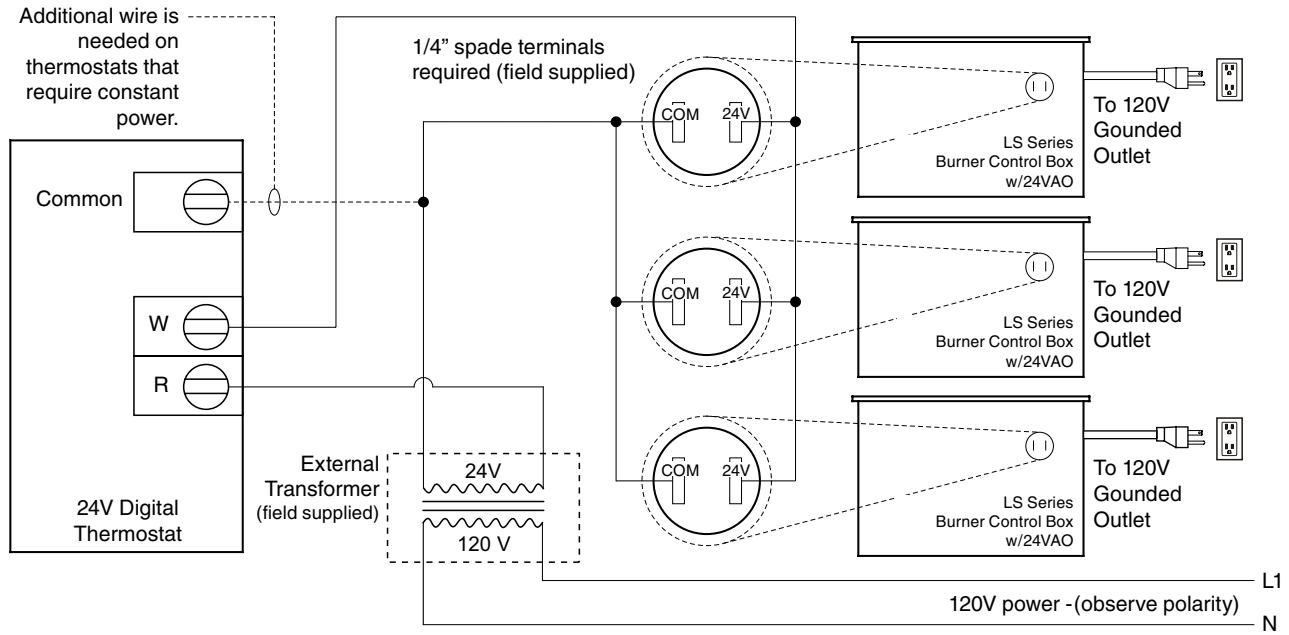 Additional wire is
needed on
thermostats that
require constant
power.
1/4” spade terminals
required (field supplied)
Common
W
R
24V Digital
Thermostat
External
Transformer
(field supplied)
24V
120 V
COM 24V
COM 24V
COM 24V
LS Series
Burner Control Box
w/24VAO
To 120V
Gounded
Outlet
LS Series
Burner Control Box
w/24VAO
To 120V
Gounded
Outlet
LS Series
Burner Control Box
w/24VAO
To 120V
Gounded
Outlet
L1
120V power -(observe polarity)
N